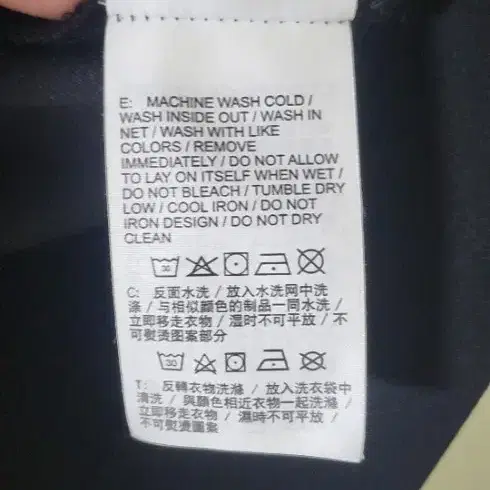 E: MACHINE WASH COLD /
WASH INSIDE OUT / WASH IN
NET / WASH WITH LIKE
COLORS / REMOVE
IMMEDIATELY / DO NOT ALLOW
TO LAY ON ITSELF WHEN WET /
DO NOT BLEACH / TUMBLE DRY
LOW / COOL IRON / DO NOT
IRON DESIGN / DO NOT DRY
CLEAN
30
C: 反面水洗 / 放入水洗网中洗
涤 / 与相似颜色的制品一同水洗 /
立即移走衣物 / 湿时不可平放 / 不
可熨烫图案部分
30
T: 反轉衣物洗滌 / 放入洗衣袋中
清洗 / 與顏色相近衣物一起洗滌 /
立即移走衣物 / 濕時不可平放 /
不可熨燙圖案